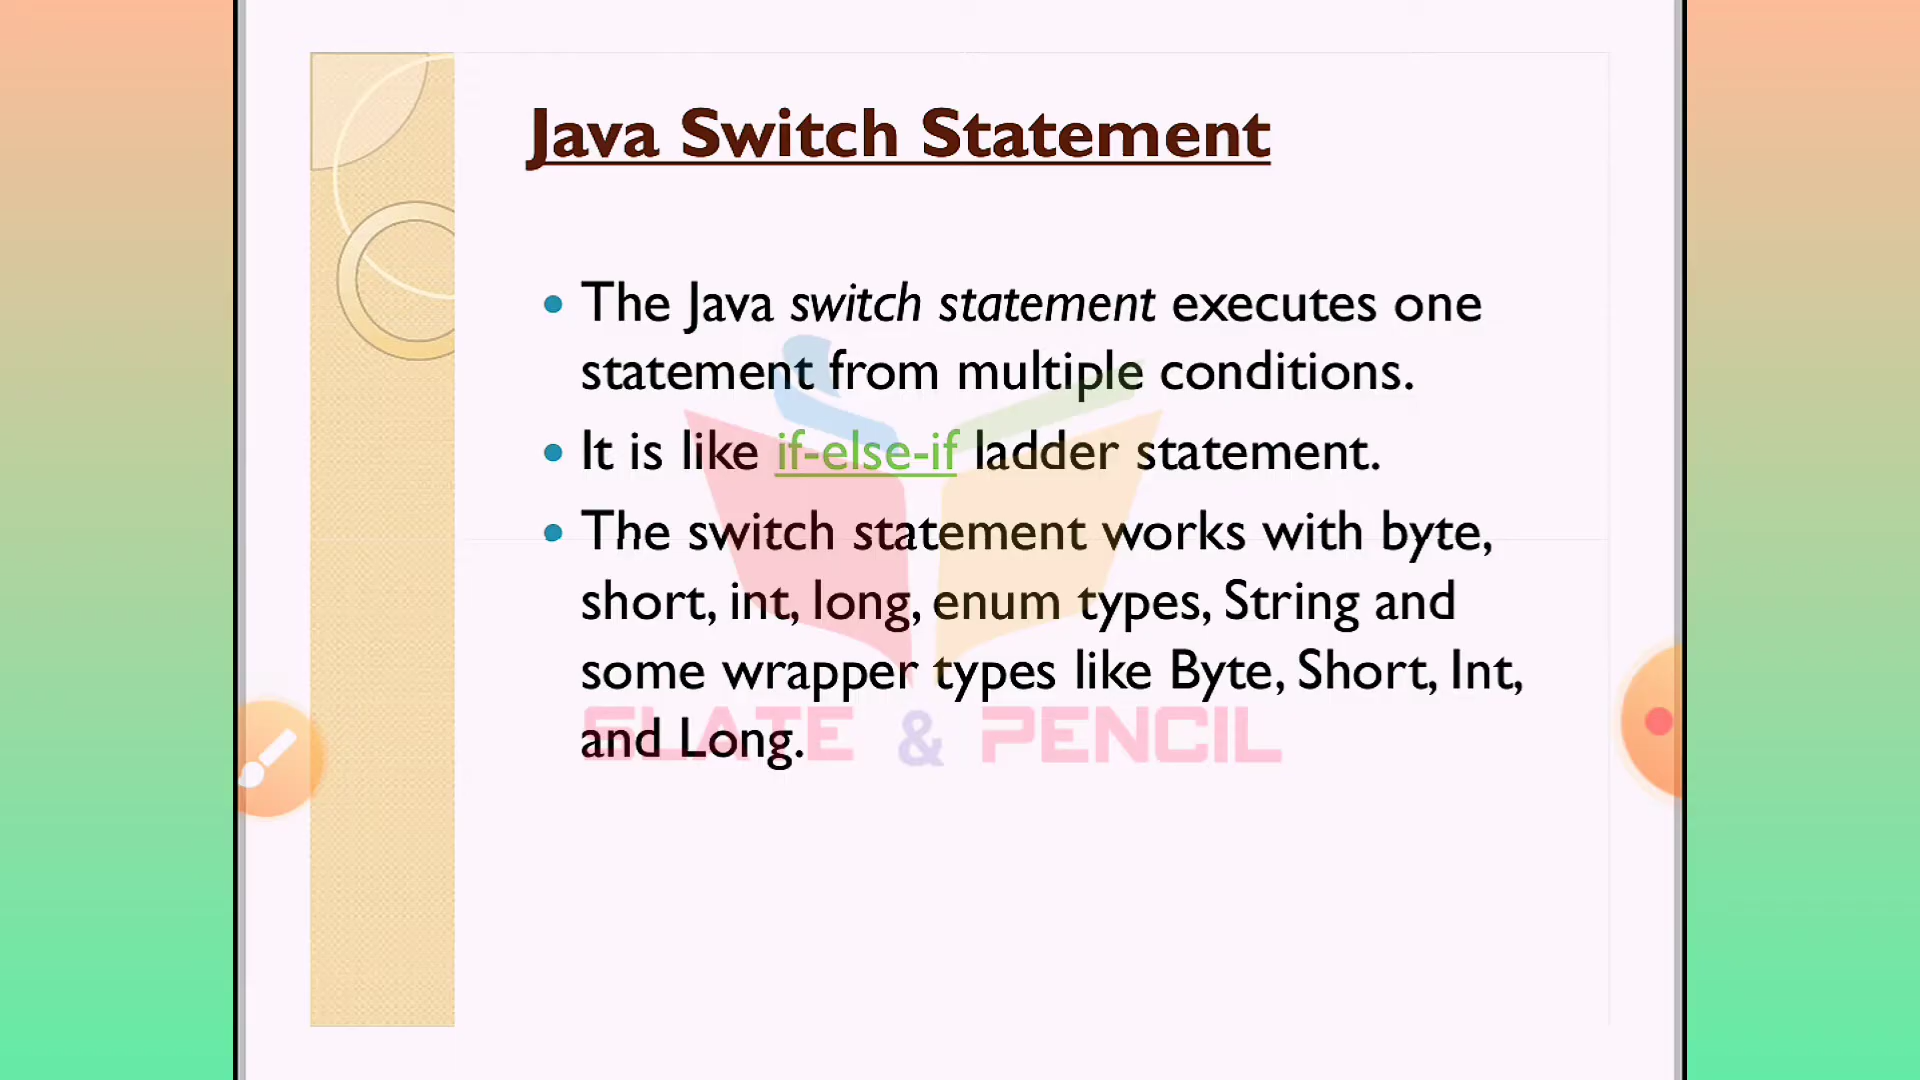 Java Switch Statement
The Java switch statement executes one
statement from multiple conditions.
It is like if-else-if ladder statement.
The switch statement works with byte,
short, int, long, enum types, String and
some wrapper types like Byte, Short, Int,
and Long.
SLATE & PENCIL